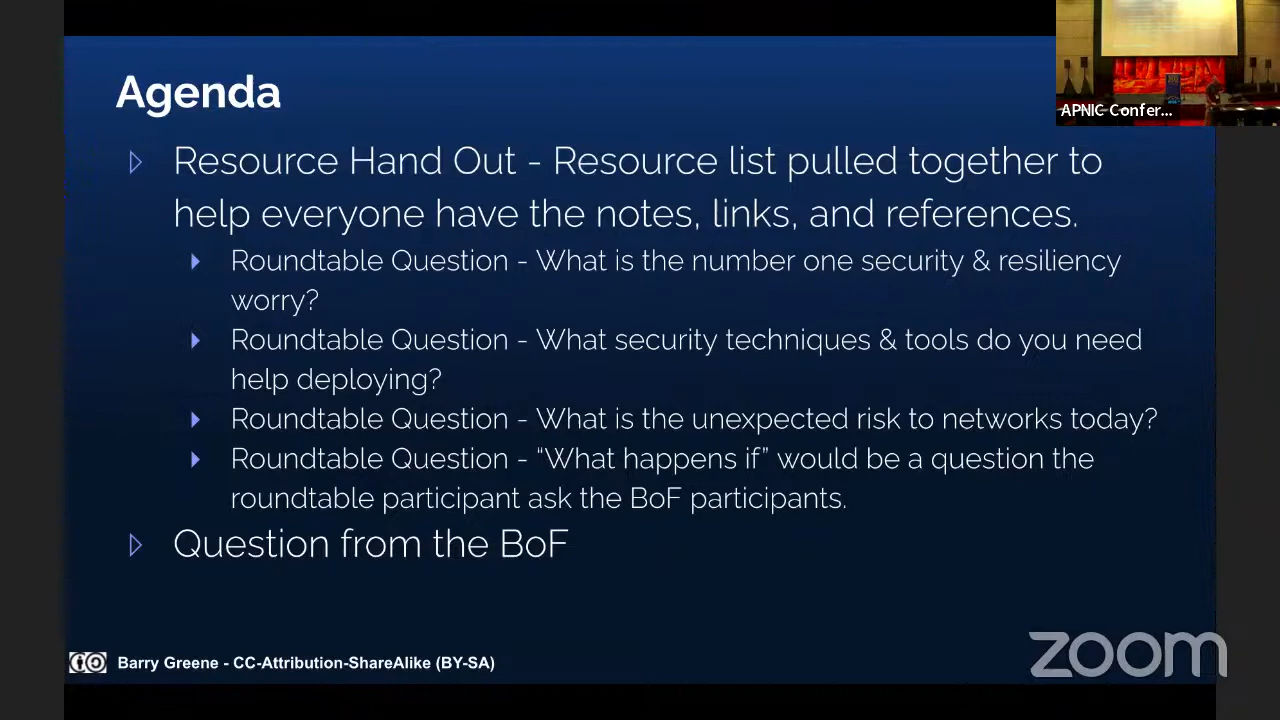 Agenda
APNIC Confer...
Resource Hand Out - Resource list pulled together to
help everyone have the notes, links, and references.
Roundtable Question - What is the number one security & resiliency
worry?
Roundtable Question - What security techniques & tools do you need
help deploying?
Roundtable Question - What is the unexpected risk to networks today?
Roundtable Question - “What happens if” would be a question the
roundtable participant ask the BoF participants.
Question from the BoF
Barry Greene - CC-Attribution-ShareAlike (BY-SA)
zoom